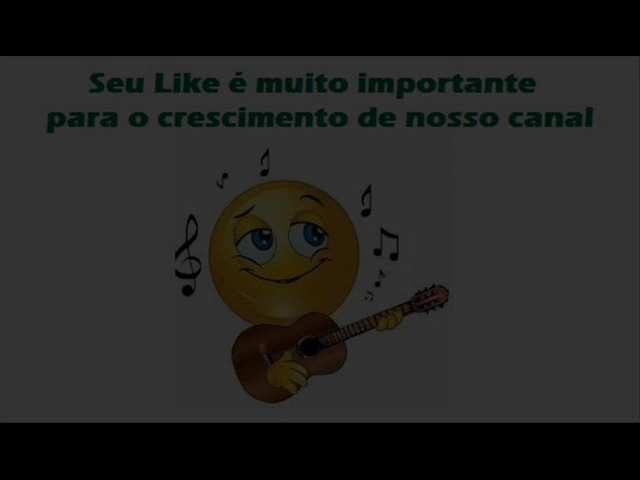 Seu Like é muito importante
para o crescimento de nosso canal